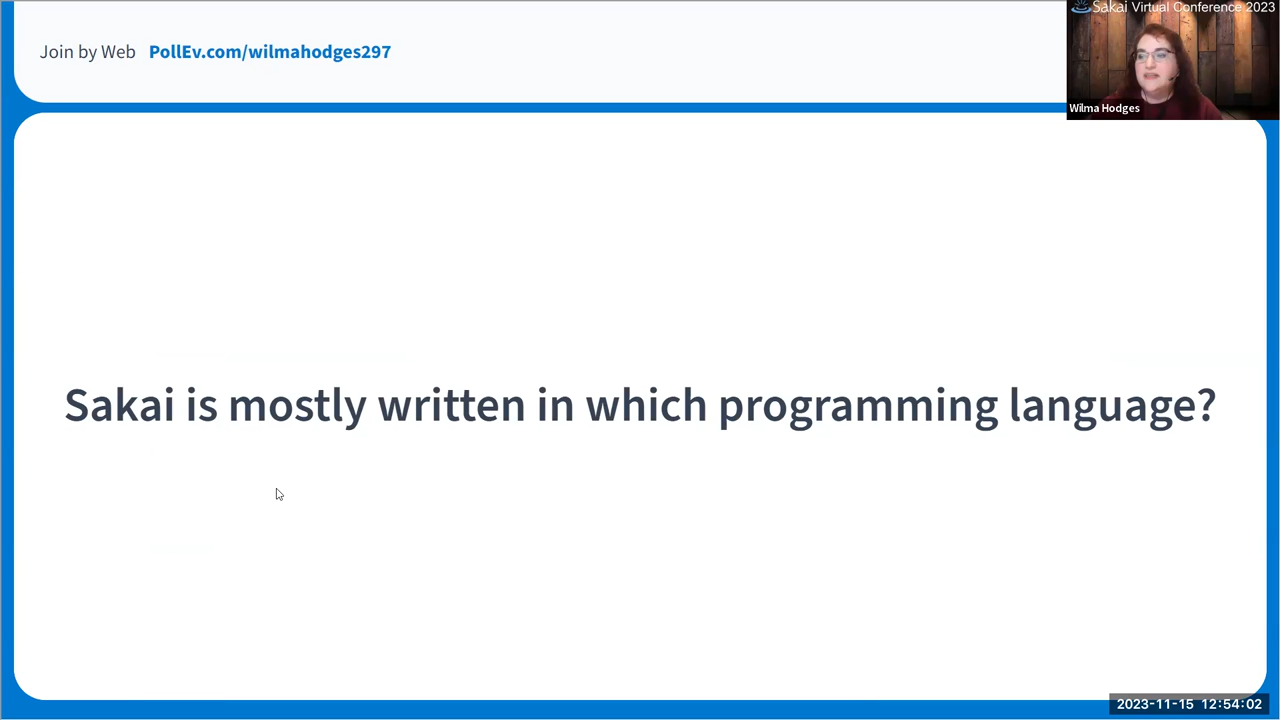 Join by Web PollEv.com/wilmahodges297
Sakai Virtual Conference 2023
Wilma Hodges
Sakai is mostly written in which programming language?
2023-11-15 12:54:02